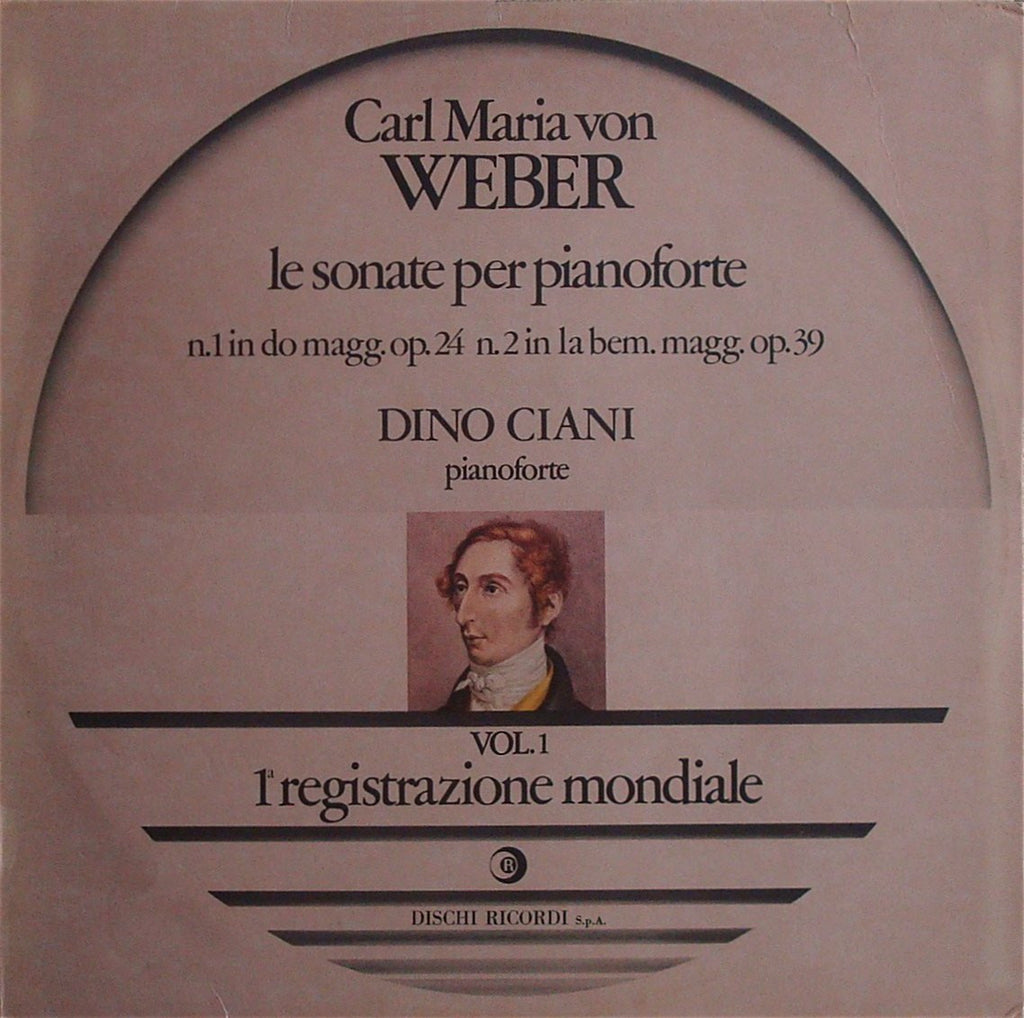 Carl Maria von
WEBER
le sonate per pianoforte
n.1 in do magg. op. 24 n. 2 in la bem. magg. op. 39
DINO CIANI
pianoforte
VOL. 1
1ª registrazione mondiale
R
DISCHI RICORDI S.p.A.